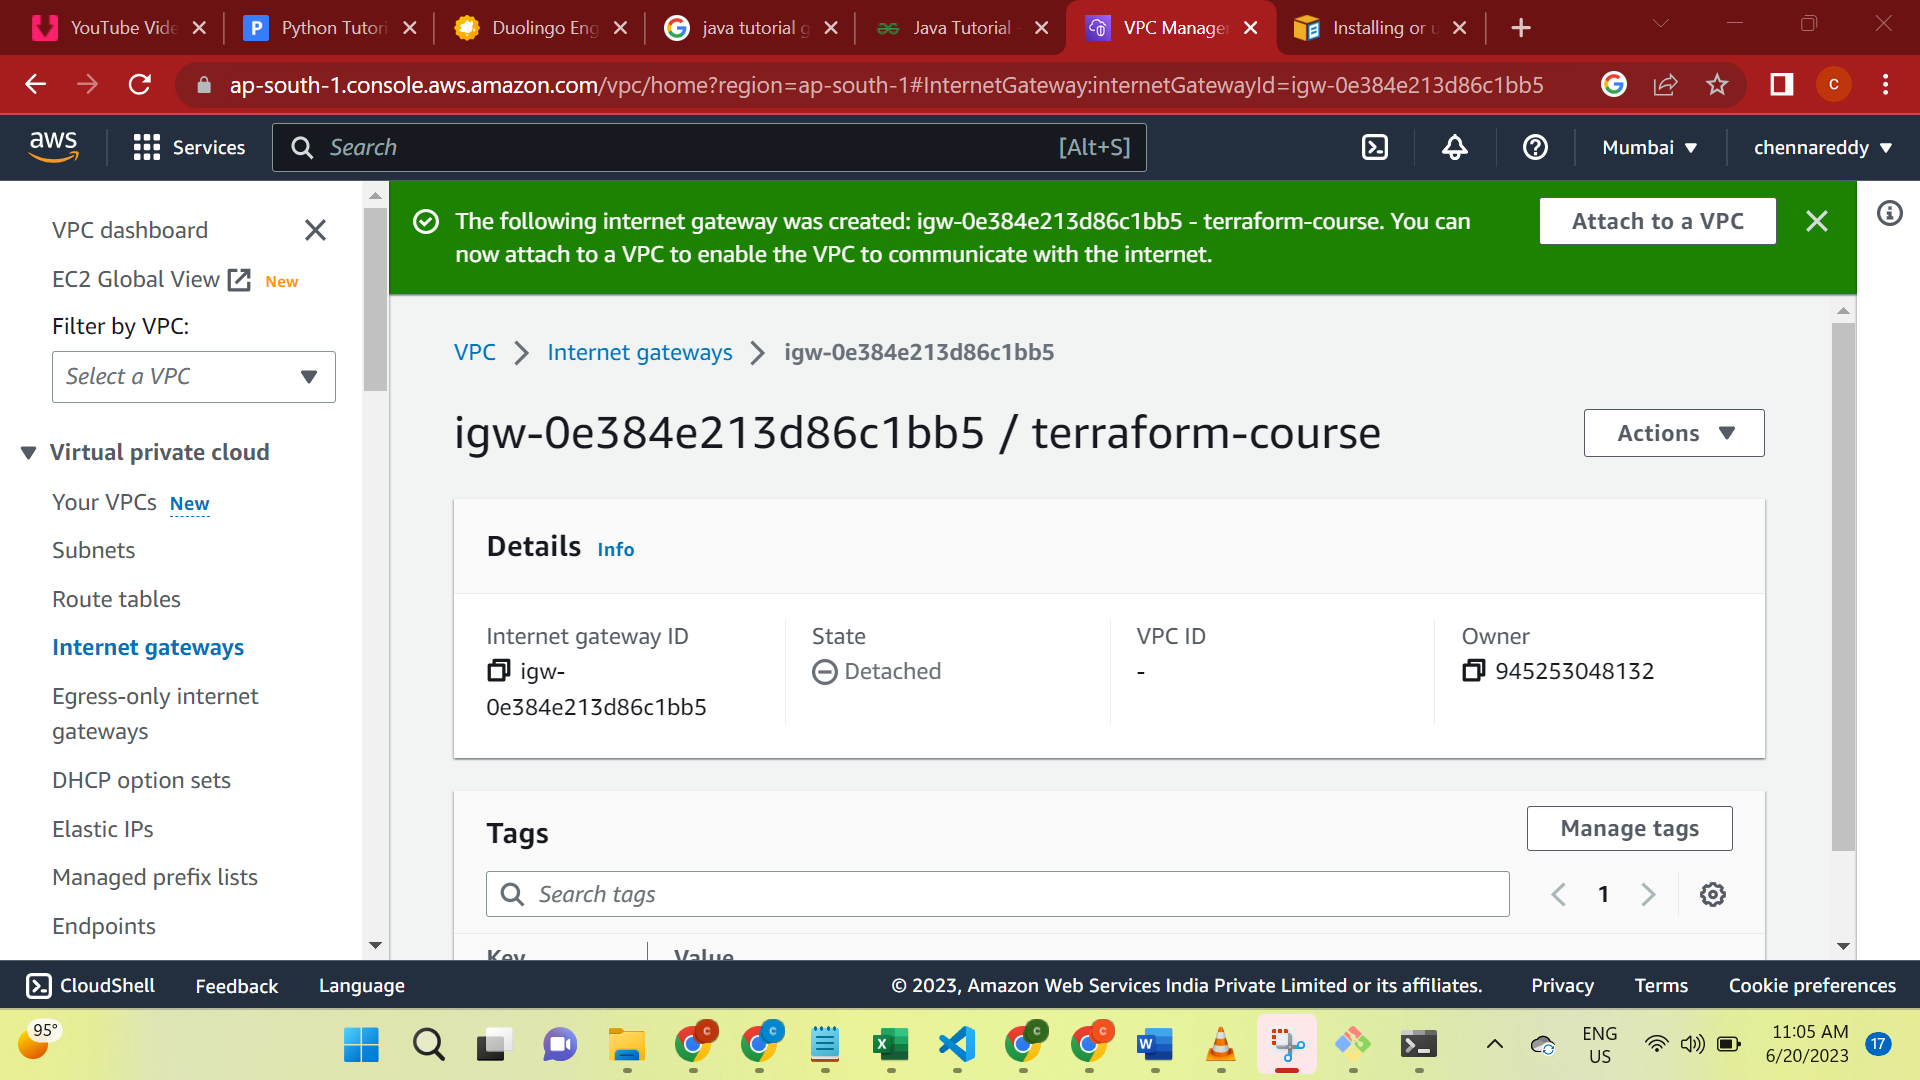 YouTube Vide
Python Tutori
Duolingo Eng
java tutorial g
Java Tutorial -
VPC Manager
Installing or u
ap-south-1.console.aws.amazon.com/vpc/home?region=ap-south-1#InternetGateway:internetGatewayId=igw-0e384e213d86c1bb5
C
aws
Services
Search
[Alt+S]
Mumbai
chennareddy
VPC dashboard
EC2 Global View New
Filter by VPC:
Select a VPC
Virtual private cloud
Your VPCs New
Subnets
Route tables
Internet gateways
Egress-only internet
gateways
DHCP option sets
Elastic IPs
Managed prefix lists
Endpoints
The following internet gateway was created: igw-0e384e213d86c1bb5 - terraform-course. You can
now attach to a VPC to enable the VPC to communicate with the internet.
Attach to a VPC
VPC > Internet gateways > igw-0e384e213d86c1bb5
igw-0e384e213d86c1bb5 / terraform-course
Actions
Details Info
Internet gateway ID
igw-
0e384e213d86c1bb5
State
Detached
VPC ID
-
Owner
945253048132
Tags
Manage tags
Search tags
1
Key
Value
CloudShell
Feedback
Language
© 2023, Amazon Web Services India Private Limited or its affiliates.
Privacy
Terms
Cookie preferences
95°
ENG
US
11:05 AM
6/20/2023
17